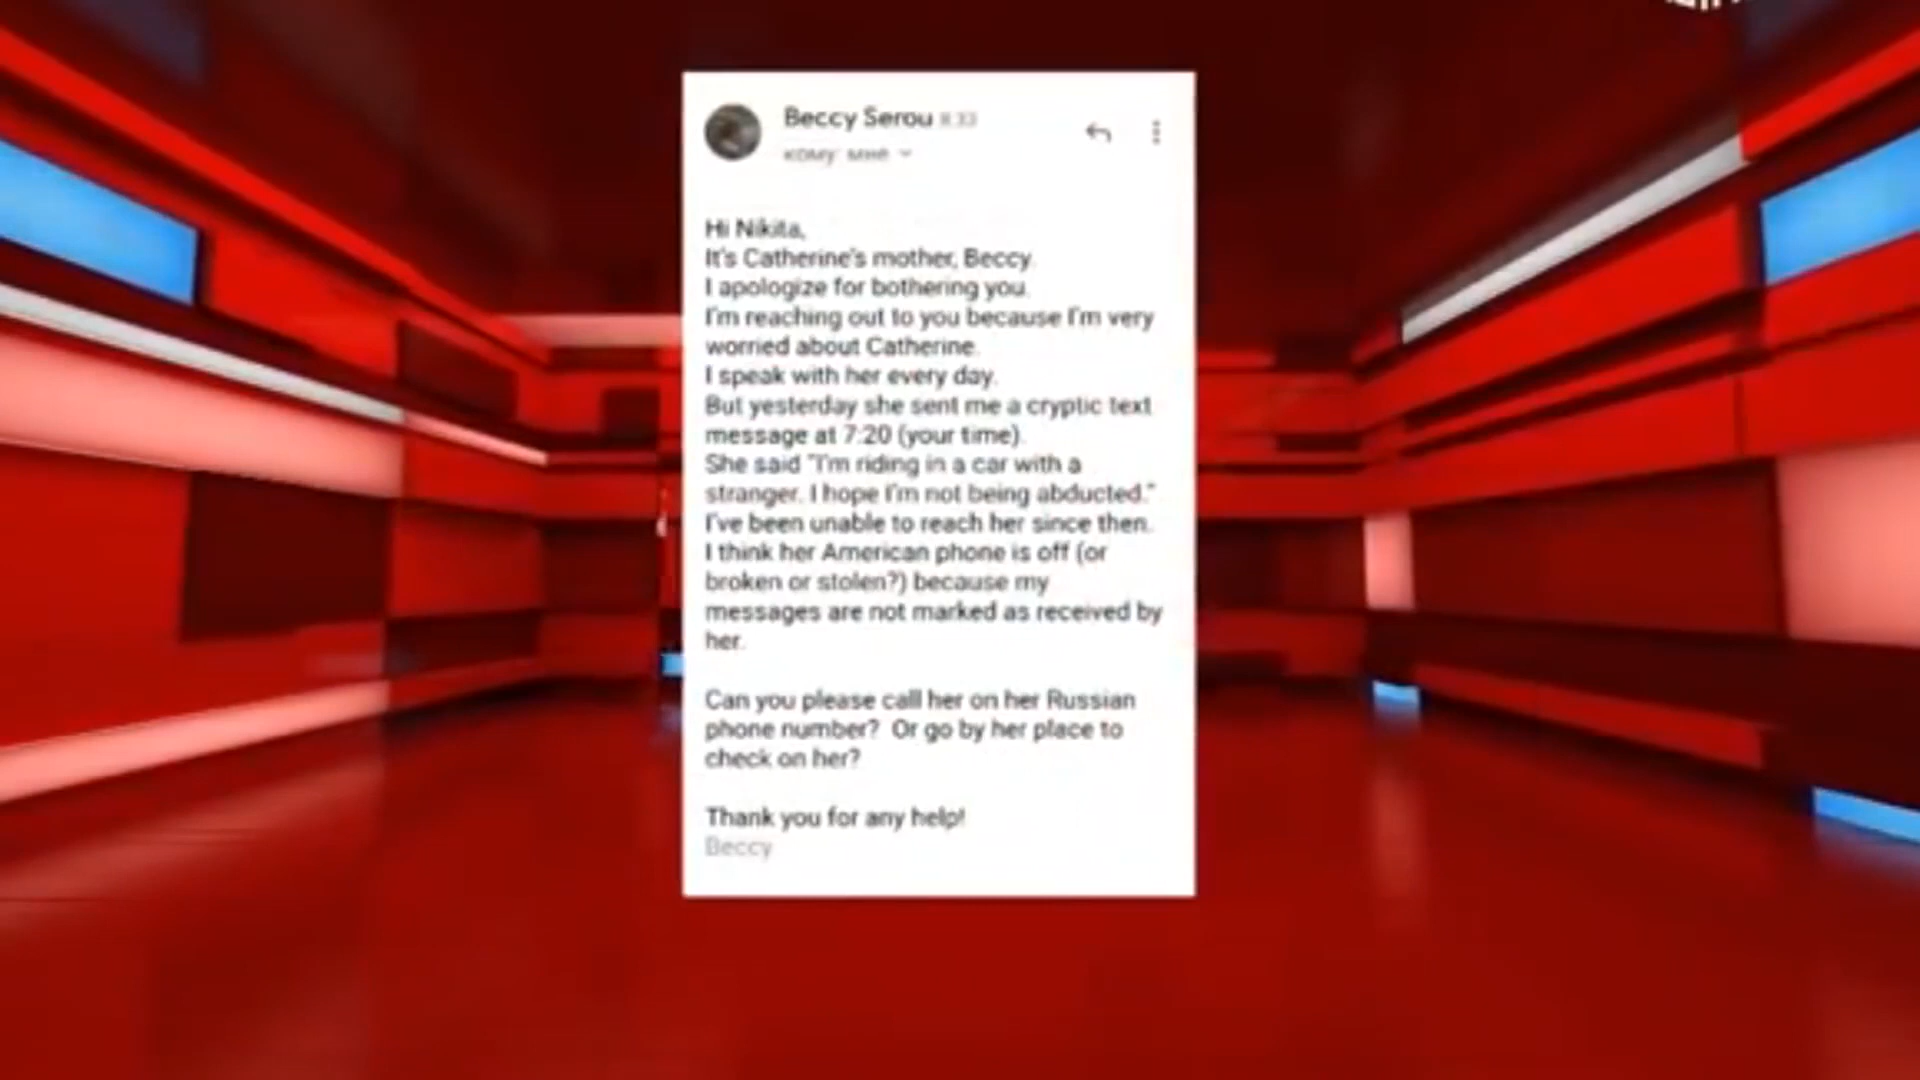 Beccy Serou 8:33
кому: мне
Hi Nikita,
It's Catherine's mother, Beccy.
I apologize for bothering you.
I'm reaching out to you because I'm very
worried about Catherine.
I speak with her every day.
But yesterday she sent me a cryptic text
message at 7:20 (your time).
She said "I'm riding in a car with a
stranger. I hope I'm not being abducted."
I've been unable to reach her since then.
I think her American phone is off (or
broken or stolen?) because my
messages are not marked as received by
her.
Can you please call her on her Russian
phone number? Or go by her place to
check on her?
Thank you for any help!
Beccy